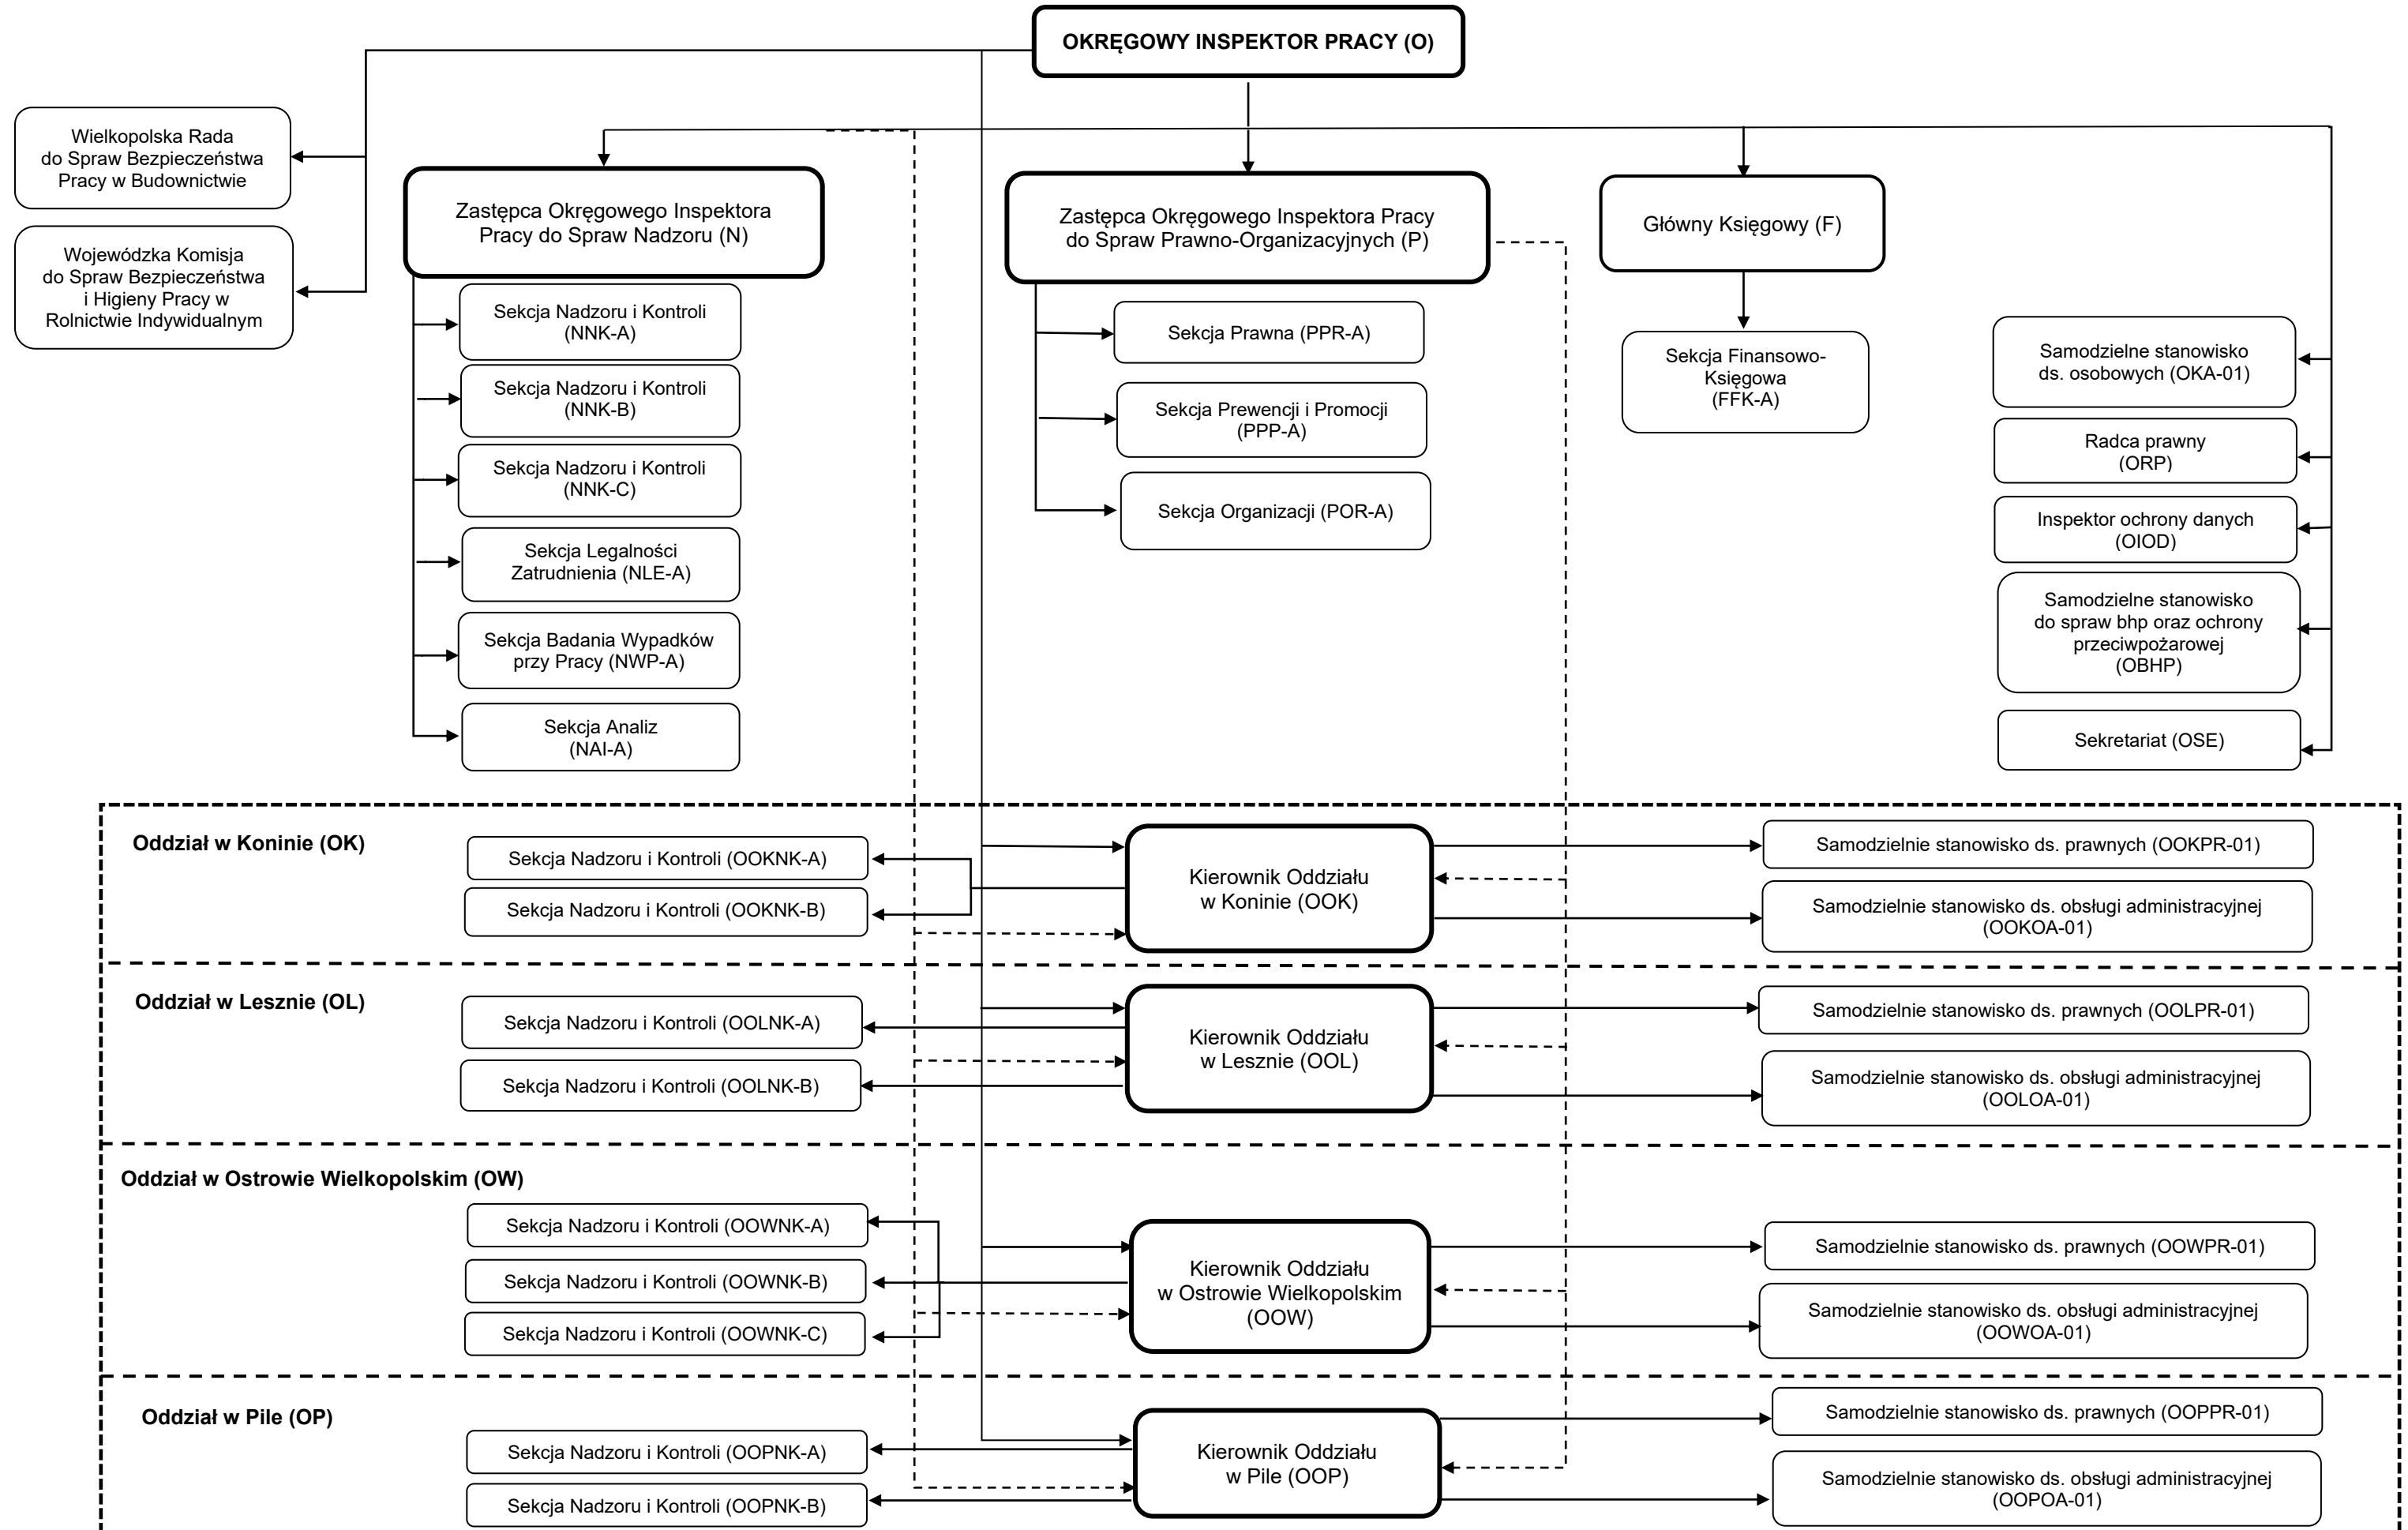 OKRĘGOWY INSPEKTOR PRACY (O)
Wielkopolska Rada
do Spraw Bezpieczeństwa
Pracy w Budownictwie
Wojewódzka Komisja
do Spraw Bezpieczeństwa
i Higieny Pracy w
Rolnictwie Indywidualnym
Zastępca Okręgowego Inspektora
Pracy do Spraw Nadzoru (N)
Zastępca Okręgowego Inspektora Pracy
do Spraw Prawno-Organizacyjnych (P)
Główny Księgowy (F)
Sekcja Nadzoru i Kontroli
(NNK-A)
Sekcja Nadzoru i Kontroli
(NNK-B)
Sekcja Nadzoru i Kontroli
(NNK-C)
Sekcja Legalności
Zatrudnienia (NLE-A)
Sekcja Badania Wypadków
przy Pracy (NWP-A)
Sekcja Analiz
(NAI-A)
Sekcja Prawna (PPR-A)
Sekcja Prewencji i Promocji
(PPP-A)
Sekcja Organizacji (POR-A)
Sekcja Finansowo-
Księgowa
(FFK-A)
Samodzielne stanowisko
ds. osobowych (OKA-01)
Radca prawny
(ORP)
Inspektor ochrony danych
(OIOD)
Samodzielne stanowisko
do spraw bhp oraz ochrony
przeciwpożarowej
(OBHP)
Sekretariat (OSE)
Oddział w Koninie (OK)
Sekcja Nadzoru i Kontroli (OOKNK-A)
Sekcja Nadzoru i Kontroli (OOKNK-B)
Kierownik Oddziału
w Koninie (OOK)
Samodzielnie stanowisko ds. prawnych (OOKPR-01)
Samodzielnie stanowisko ds. obsługi administracyjnej
(OOKOA-01)
Oddział w Lesznie (OL)
Sekcja Nadzoru i Kontroli (OOLNK-A)
Sekcja Nadzoru i Kontroli (OOLNK-B)
Kierownik Oddziału
w Lesznie (OOL)
Samodzielnie stanowisko ds. prawnych (OOLPR-01)
Samodzielnie stanowisko ds. obsługi administracyjnej
(OOLOA-01)
Oddział w Ostrowie Wielkopolskim (OW)
Sekcja Nadzoru i Kontroli (OOWNK-A)
Sekcja Nadzoru i Kontroli (OOWNK-B)
Sekcja Nadzoru i Kontroli (OOWNK-C)
Kierownik Oddziału
w Ostrowie Wielkopolskim
(OOW)
Samodzielnie stanowisko ds. prawnych (OOWPR-01)
Samodzielnie stanowisko ds. obsługi administracyjnej
(OOWOA-01)
Oddział w Pile (OP)
Sekcja Nadzoru i Kontroli (OOPNK-A)
Sekcja Nadzoru i Kontroli (OOPNK-B)
Kierownik Oddziału
w Pile (OOP)
Samodzielnie stanowisko ds. prawnych (OOPPR-01)
Samodzielnie stanowisko ds. obsługi administracyjnej
(OOPOA-01)